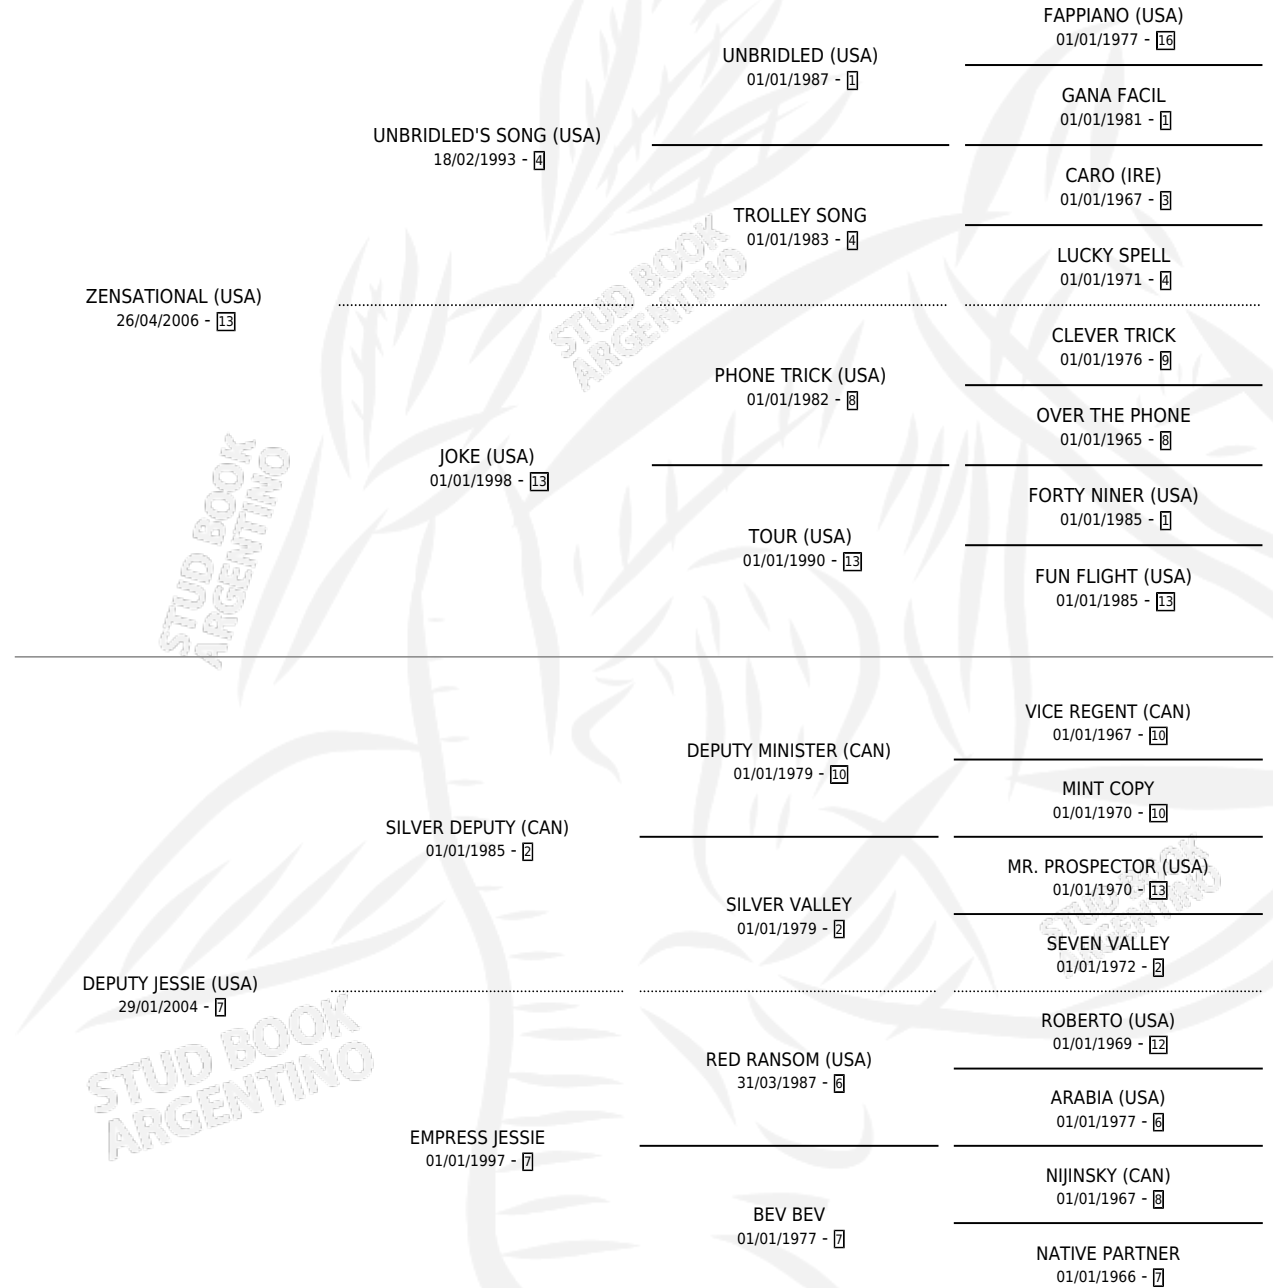 FAPPIANO (USA)
01/01/1977 - 16
UNBRIDLED (USA)
01/01/1987 - 1
GANA FACIL
01/01/1981 - 1
UNBRIDLED'S SONG (USA)
18/02/1993 - 4
CARO (IRE)
01/01/1967 - 3
TROLLEY SONG
01/01/1983 - 4
LUCKY SPELL
01/01/1971 - 4
ZENSATIONAL (USA)
26/04/2006 - 13
STUD BOOK
ARGENTINO
CLEVER TRICK
01/01/1976 - 9
PHONE TRICK (USA)
01/01/1982 - 8
OVER THE PHONE
01/01/1965 - 8
JOKE (USA)
01/01/1998 - 13
FORTY NINER (USA)
01/01/1985 - 1
TOUR (USA)
01/01/1990 - 13
FUN FLIGHT (USA)
01/01/1985 - 13
STUD BOOK
ARGENTINO
VICE REGENT (CAN)
01/01/1967 - 10
DEPUTY MINISTER (CAN)
01/01/1979 - 10
MINT COPY
01/01/1970 - 10
SILVER DEPUTY (CAN)
01/01/1985 - 2
MR. PROSPECTOR (USA)
01/01/1970 - 13
SILVER VALLEY
01/01/1979 - 2
STUD BOOK
ARGENTINO
SEVEN VALLEY
01/01/1972 - 2
DEPUTY JESSIE (USA)
29/01/2004 - 7
ROBERTO (USA)
01/01/1969 - 12
RED RANSOM (USA)
31/03/1987 - 6
STUD BOOK
ARGENTINO
ARABIA (USA)
01/01/1977 - 6
EMPRESS JESSIE
01/01/1997 - 7
NIJINSKY (CAN)
01/01/1967 - 8
BEV BEV
01/01/1977 - 7
NATIVE PARTNER
01/01/1966 - 7